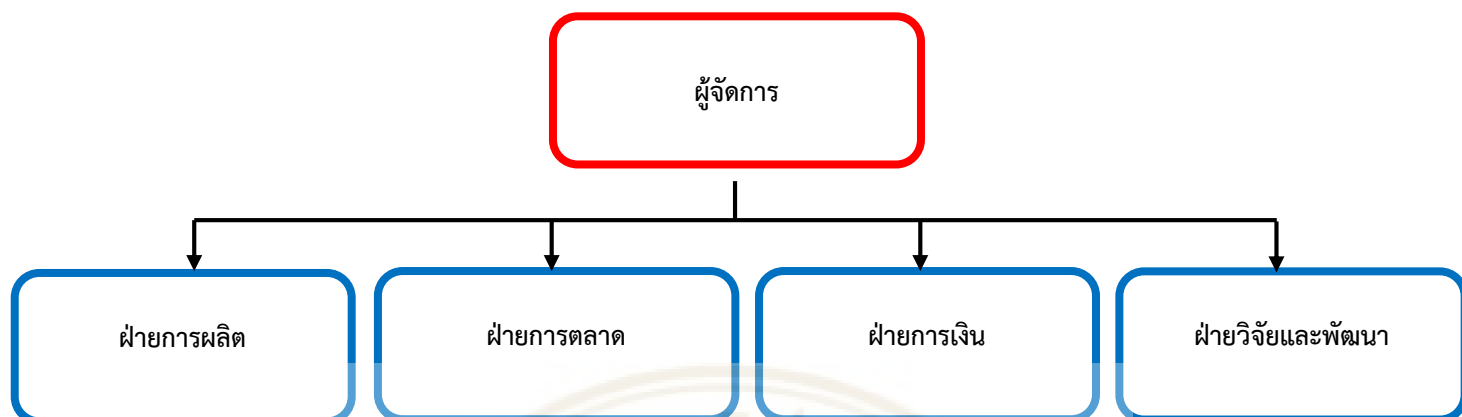 ผู้จัดการ
ฝ่ายการผลิต
ฝ่ายการตลาด
ฝ่ายการเงิน
ฝ่ายวิจัยและพัฒนา